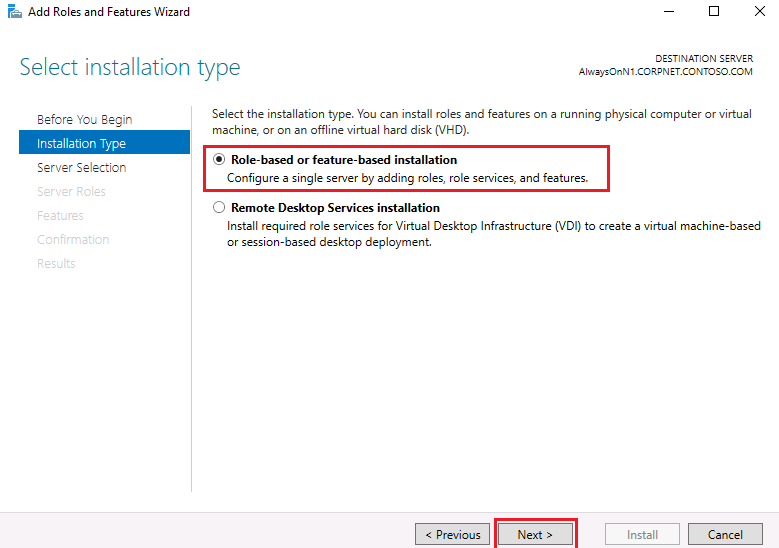 Add Roles and Features Wizard
Select installation type
DESTINATION SERVER
AlwaysOnN1.CORPNET.CONTOSO.COM
Before You Begin
Installation Type
Server Selection
Server Roles
Features
Confirmation
Results
Select the installation type. You can install roles and features on a running physical computer or virtual
machine, or on an offline virtual hard disk (VHD).
Role-based or feature-based installation
Configure a single server by adding roles, role services, and features.
Remote Desktop Services installation
Install required role services for Virtual Desktop Infrastructure (VDI) to create a virtual machine-based
or session-based desktop deployment.
< Previous
Next >
Install
Cancel